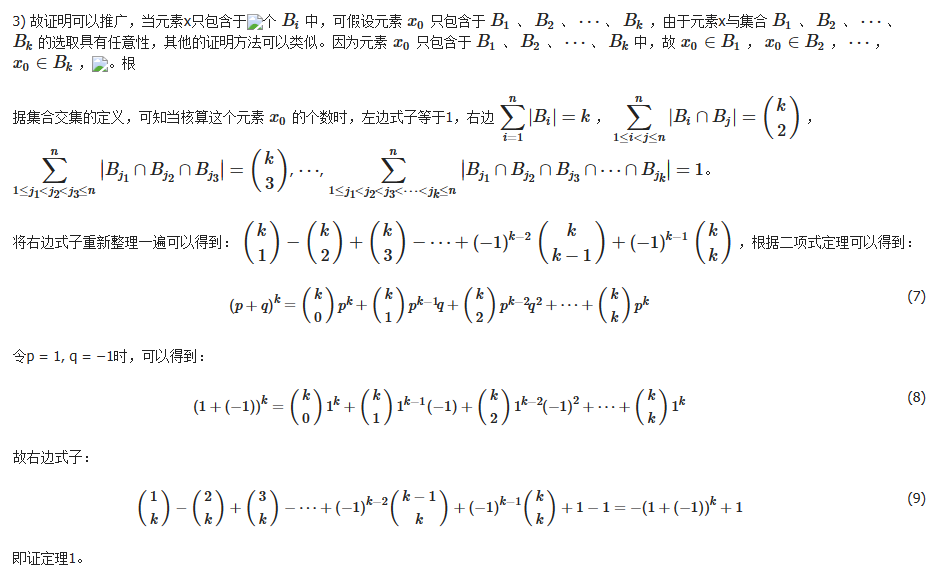 3) 故证明可以推广，当元素x只包含于个 $B_i$ 中，可假设元素 $x_0$ 只包含于 $B_1$ 、 $B_2$ 、 $\cdots$ 、 $B_k$ ，由于元素x与集合 $B_1$ 、 $B_2$ 、 $\cdots$ 、
$B_k$ 的选取具有任意性，其他的证明方法可以类似。因为元素 $x_0$ 只包含于 $B_1$ 、 $B_2$ 、 $\cdots$ 、 $B_k$ 中，故 $x_0 \in B_1$ ， $x_0 \in B_2$ ， $\cdots$ ，
$x_0 \in B_k$ ，。根
据集合交集的定义，可知当核算这个元素 $x_0$ 的个数时，左边式子等于1，右边 $\sum_{i=1}^{n} |B_i| = k$ ， $\sum_{1 \le i < j \le n}^{n} |B_i \cap B_j| = \binom{k}{2}$ ，
$\sum_{1 \le j_1 < j_2 < j_3 \le n}^{n} |B_{j_1} \cap B_{j_2} \cap B_{j_3}| = \binom{k}{3}, \cdots, \sum_{1 \le j_1 < j_2 < j_3 < \cdots < j_k \le n}^{n} |B_{j_1} \cap B_{j_2} \cap B_{j_3} \cap \cdots \cap B_{j_k}| = 1$。
将右边式子重新整理一遍可以得到： $\binom{k}{1} - \binom{k}{2} + \binom{k}{3} - \cdots + (-1)^{k-2} \binom{k}{k-1} + (-1)^{k-1} \binom{k}{k}$ ，根据二项式定理可以得到：
$(p+q)^k = \binom{k}{0} p^k + \binom{k}{1} p^{k-1} q + \binom{k}{2} p^{k-2} q^2 + \cdots + \binom{k}{k} p^k$ (7)
令p = 1, q = −1时，可以得到：
$(1+(-1))^k = \binom{k}{0} 1^k + \binom{k}{1} 1^{k-1} (-1) + \binom{k}{2} 1^{k-2} (-1)^2 + \cdots + \binom{k}{k} 1^k$ (8)
故右边式子：
$\binom{1}{k} - \binom{2}{k} + \binom{3}{k} - \cdots + (-1)^{k-2} \binom{k-1}{k} + (-1)^{k-1} \binom{k}{k} + 1 - 1 = -(1+(-1))^k + 1$ (9)
即证定理1。